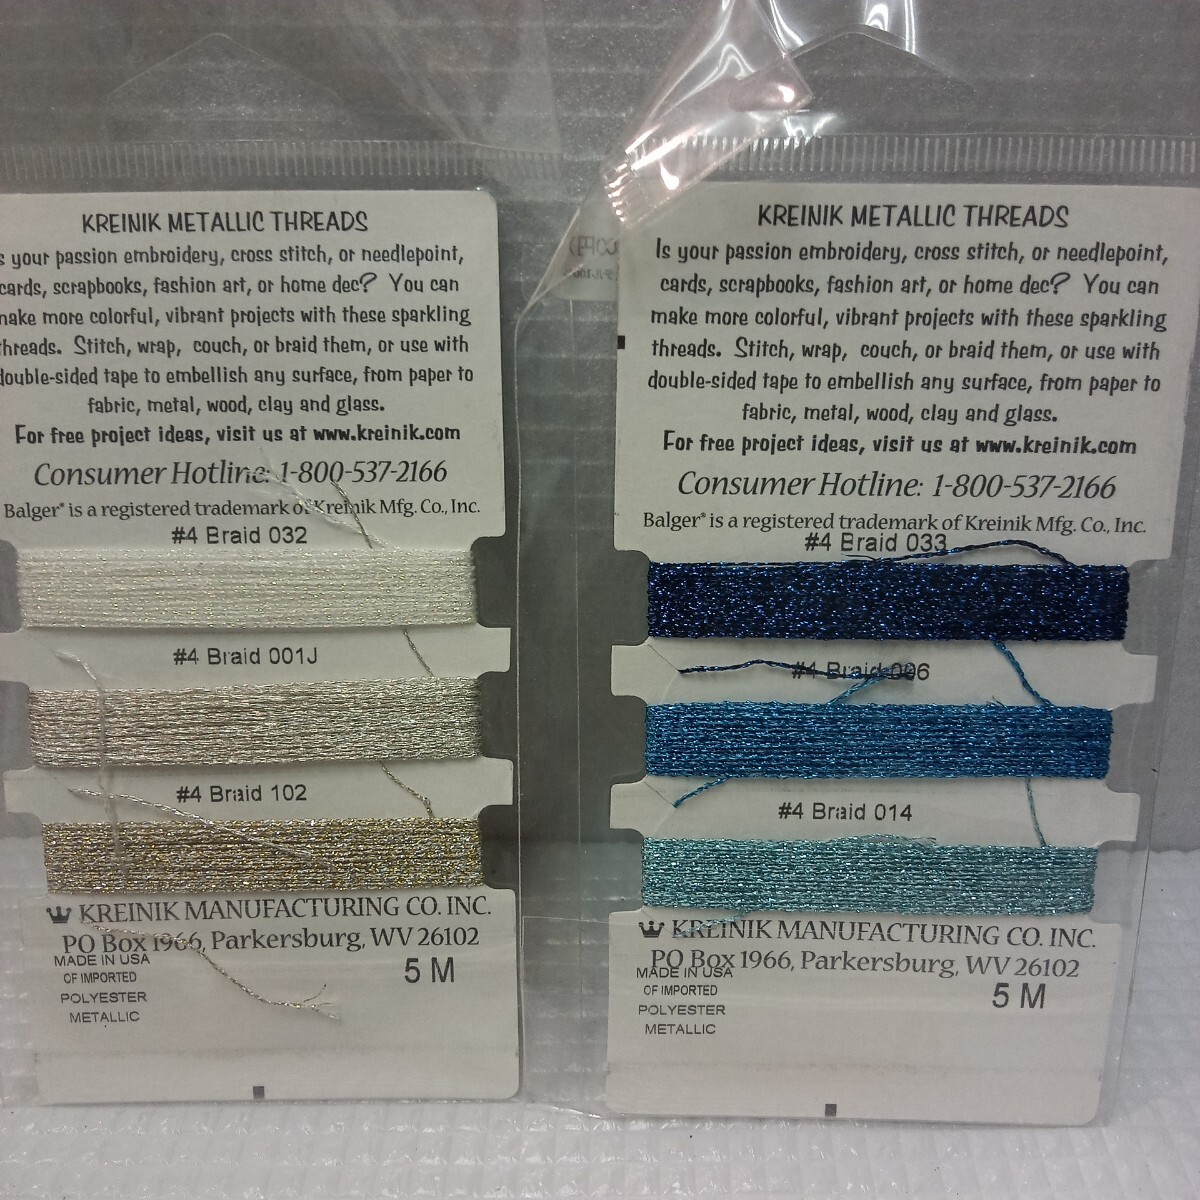 KREINIK METALLIC THREADS
s your passion embroidery, cross stitch, or needlepoint,
cards, scrapbooks, fashion art, or home dec? You can
make more colorful, vibrant projects with these sparkling
threads. Stitch, wrap, couch, or braid them, or use with
double-sided tape to embellish any surface, from paper to
fabric, metal, wood, clay and glass.
For free project ideas, visit us at www.kreinik.com
Consumer Hotline: 1-800-537-2166
Balger® is a registered trademark of Kreinik Mfg. Co., Inc.
#4 Braid 032
#4 Braid 001J
#4 Braid 102
KREINIK MANUFACTURING CO. INC.
PO Box 1966, Parkersburg, WV 26102
MADE IN USA
OF IMPORTED
POLYESTER
METALLIC
5 M
KREINIK METALLIC THREADS
Is your passion embroidery, cross stitch, or needlepoint,
cards, scrapbooks, fashion art, or home dec? You can
make more colorful, vibrant projects with these sparkling
threads. Stitch, wrap, couch, or braid them, or use with
double-sided tape to embellish any surface, from paper to
fabric, metal, wood, clay and glass.
For free project ideas, visit us at www.kreinik.com
Consumer Hotline: 1-800-537-2166
Balger® is a registered trademark of Kreinik Mfg. Co., Inc.
#4 Braid 033
#4 Braid 006
#4 Braid 014
KREINIK MANUFACTURING CO. INC.
PO Box 1966, Parkersburg, WV 26102
MADE IN USA
OF IMPORTED
POLYESTER
METALLIC
5 M